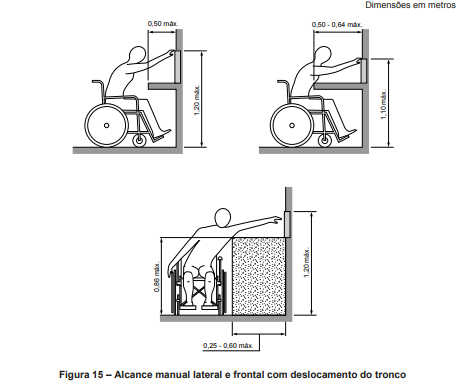 Dimensões em metros
0,50 máx.
0,50 - 0,64 máx.
1,20 máx.
1,10 máx.
0,86 máx.
1,20 máx.
0,25 - 0,60 máx.
Figura 15 – Alcance manual lateral e frontal com deslocamento do tronco